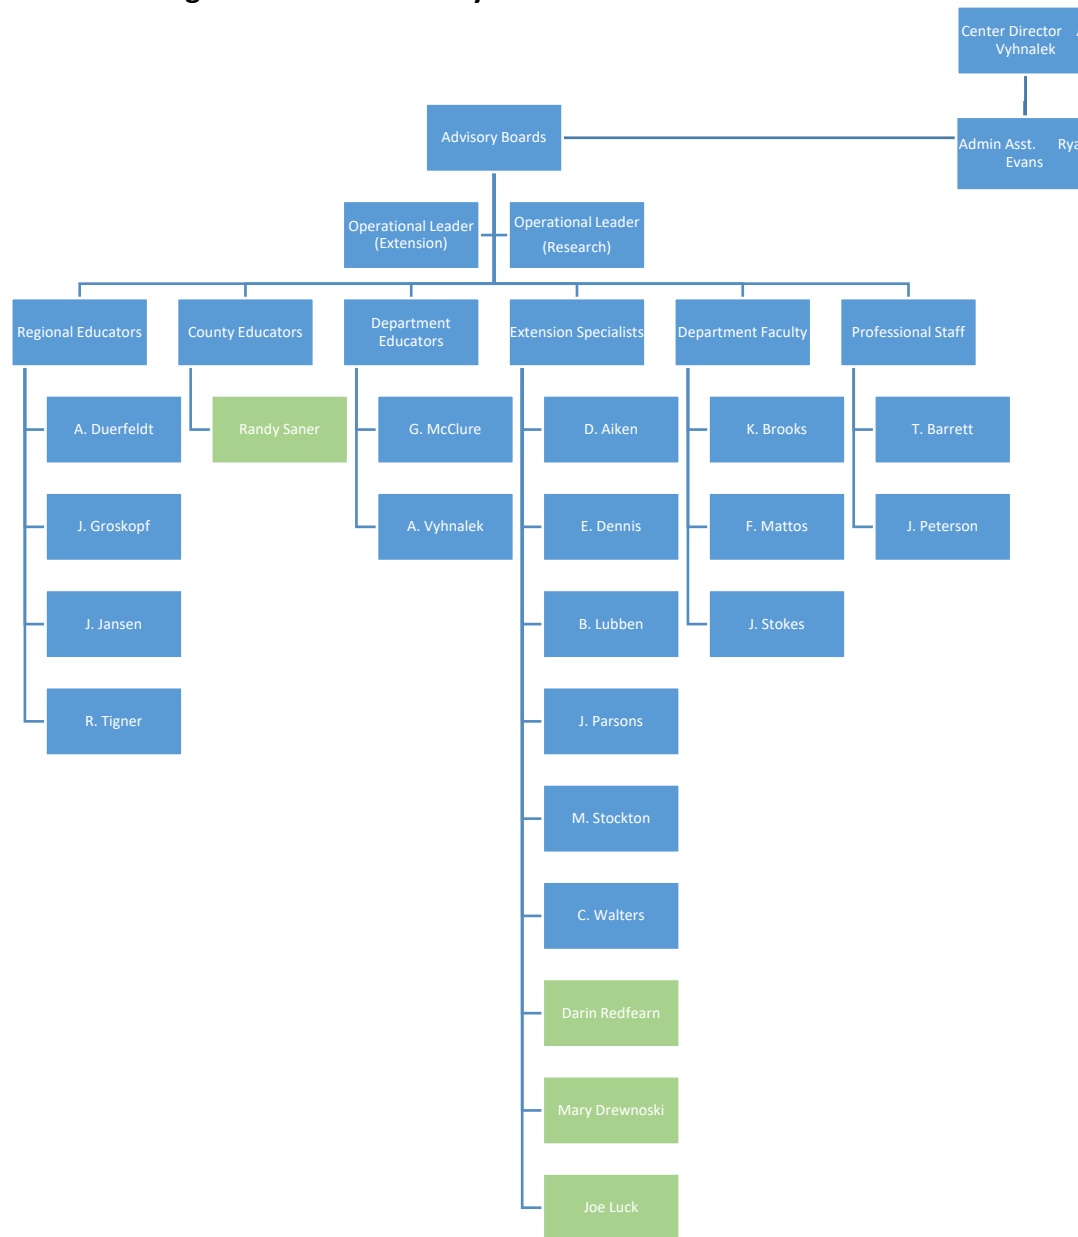 Center Director
Vyhnalek
Admin Asst.
Evans
Advisory Boards
Operational Leader
(Extension)
Operational Leader
(Research)
Regional Educators
County Educators
Department
Educators
Extension Specialists
Department Faculty
Professional Staff
A. Duerfeldt
J. Groskopf
J. Jansen
R. Tigner
Randy Saner
G. McClure
A. Vyhnalek
D. Aiken
E. Dennis
B. Lubben
J. Parsons
M. Stockton
C. Walters
Darin Redfearn
Mary Drewnoski
Joe Luck
K. Brooks
F. Mattos
J. Stokes
T. Barrett
J. Peterson